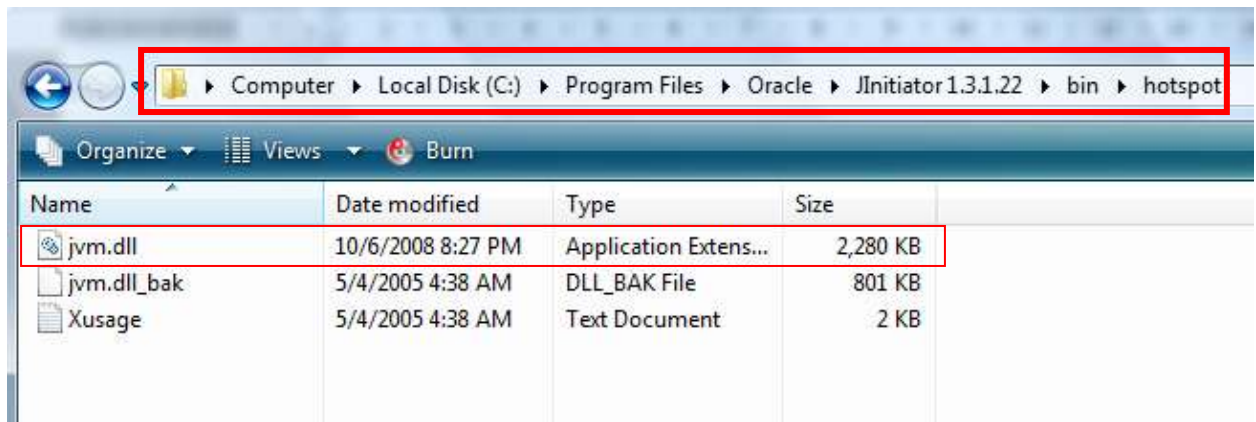 Computer Local Disk (C:) Program Files Oracle JInitiator 1.3.1.22 bin hotspot
Organize Views Burn
Name Date modified Type Size
jvm.dll 10/6/2008 8:27 PM Application Extens... 2,280 KB
jvm.dll_bak 5/4/2005 4:38 AM DLL_BAK File 801 KB
Xusage 5/4/2005 4:38 AM Text Document 2 KB